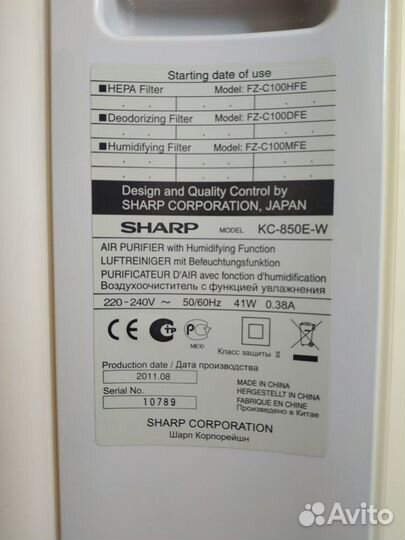 Starting date of use
■HEPA Filter Model: FZ-C100HFE
■Deodorizing Filter Model: FZ-C100DFE
■Humidifying Filter Model: FZ-C100MFE
Design and Quality Control by
SHARP CORPORATION, JAPAN
SHARP MODEL KC-850E-W
AIR PURIFIER with Humidifying Function
LUFTREINIGER mit Befeuchtungsfunktion
PURIFICATEUR D'AIR avec fonction d'humidification
Воздухоочиститель с функцией увлажнения
220-240V ~ 50/60Hz 41W 0.38A
CE PCT ME10
Класс защиты II
Production date / Дата производства
2011.08
Serial No.
10789
MADE IN CHINA
HERGESTELLT IN CHINA
FABRIQUE EN CHINE
Произведено в Китае
SHARP CORPORATION
Шарп Корпорейшн
Avito